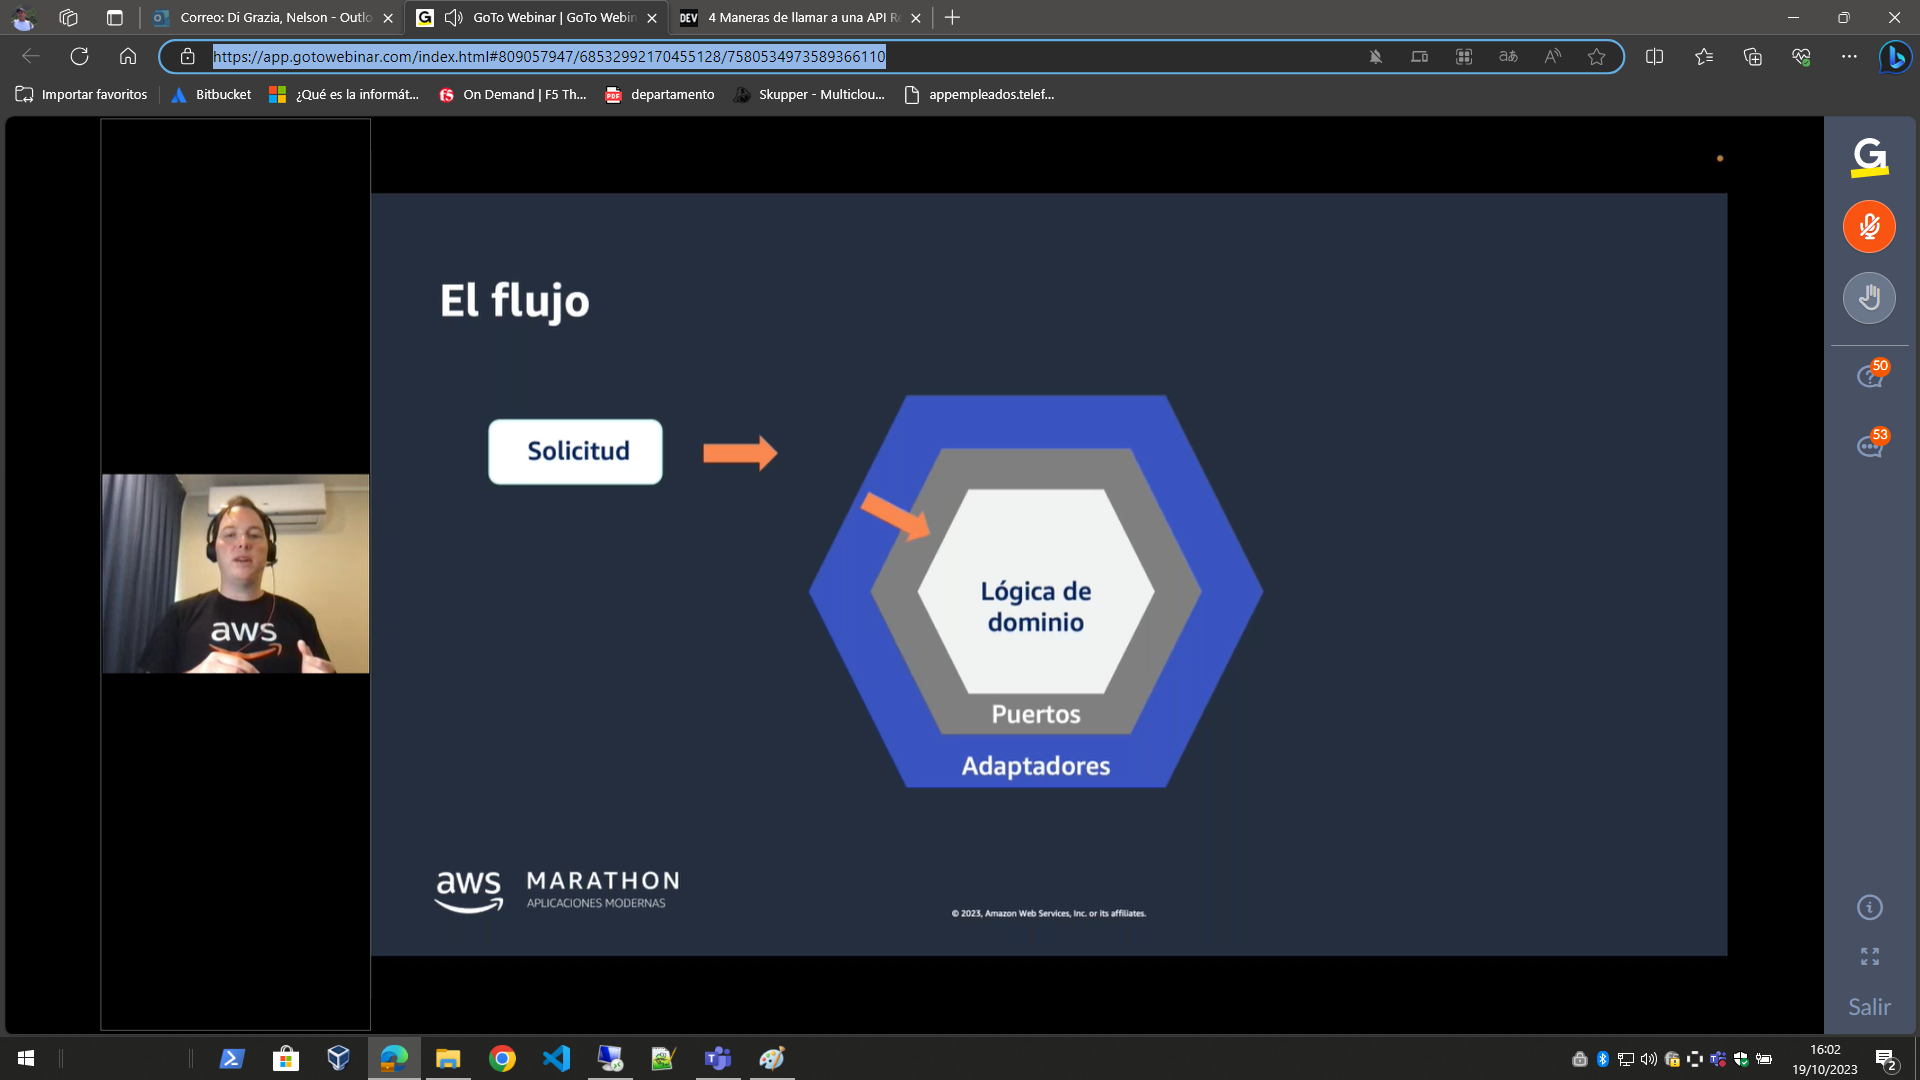 Correo: Di Grazia, Nelson - Outlo
GoTo Webinar | GoTo Webin
DEV
4 Maneras de llamar a una API Re
https://app.gotowebinar.com/index.html#809057947/68532992170455128/7580534973589366110
Importar favoritos
Bitbucket
¿Qué es la informát...
On Demand | F5 Th...
departamento
Skupper - Multiclou...
appempleados.telef...
El flujo
Solicitud
Lógica de
dominio
Puertos
Adaptadores
aws
aws MARATHON
APLICACIONES MODERNAS
© 2023, Amazon Web Services, Inc. or its affiliates.
50
53
Salir
16:02
19/10/2023
2